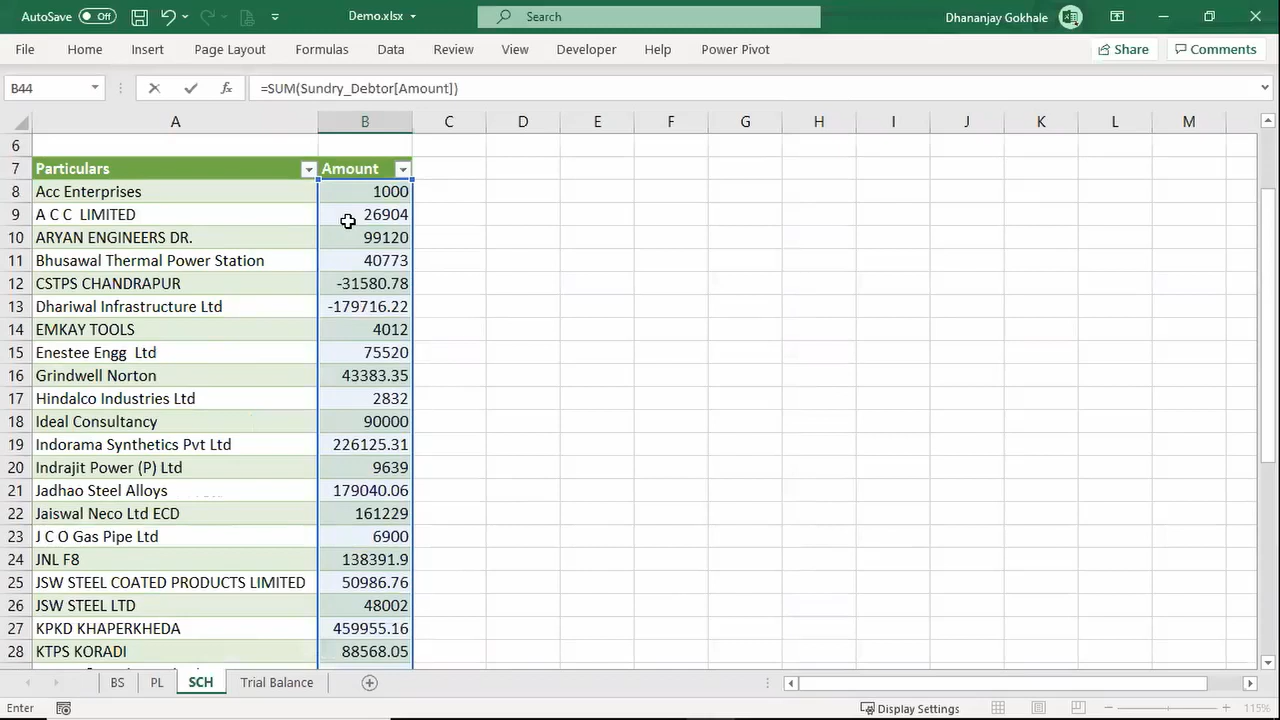 AutoSave Off Demo.xlsx Search Dhananjay Gokhale
File Home Insert Page Layout Formulas Data Review View Developer Help Power Pivot Share Comments
B44 fx =SUM(Sundry_Debtor[Amount])
A B C D E F G H I J K L M
6
7 Particulars Amount
8 Acc Enterprises 1000
9 A C C LIMITED 26904
10 ARYAN ENGINEERS DR. 99120
11 Bhusawal Thermal Power Station 40773
12 CSTPS CHANDRAPUR -31580.78
13 Dhariwal Infrastructure Ltd -179716.22
14 EMKAY TOOLS 4012
15 Enestee Engg Ltd 75520
16 Grindwell Norton 43383.35
17 Hindalco Industries Ltd 2832
18 Ideal Consultancy 90000
19 Indorama Synthetics Pvt Ltd 226125.31
20 Indrajit Power (P) Ltd 9639
21 Jadhao Steel Alloys 179040.06
22 Jaiswal Neco Ltd ECD 161229
23 J C O Gas Pipe Ltd 6900
24 JNL F8 138391.9
25 JSW STEEL COATED PRODUCTS LIMITED 50986.76
26 JSW STEEL LTD 48002
27 KPKD KHAPERKHEDA 459955.16
28 KTPS KORADI 88568.05
BS PL SCH Trial Balance
Enter Display Settings 115%